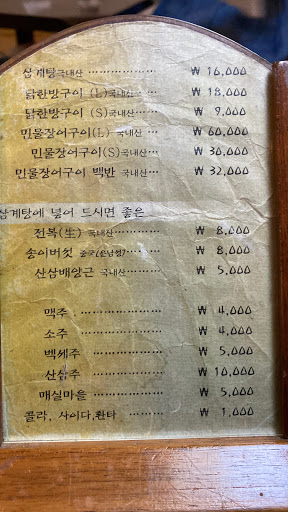 삼계탕국내산 ················· ₩ 16,000
닭한방구이 (L)국내산·· · ₩ 18,000
닭한방구이 (S)국내산··· · ₩ 9,000
민물장어구이(L) 국내산 ··· ₩ 60,000
민물장어구이(S)국내산··· ₩ 30,000
민물장어구이 백반 국내산·· ₩ 32,000
삼계탕에 넣어 드시면 좋은
전복(生) 국내산··········· ₩ 8,000
송이버섯 중국(운남성)···· ₩ 8,000
산삼배양근 국내산········ ₩ 5,000
맥주 ················· ₩ 4,000
소주 ················· ₩ 4,000
백세주 ··············· ₩ 5,000
산삼주 ··············· ₩ 10,000
매실마을 ············· ₩ 5,000
콜라, 사이다,환타 ······· ₩ 1,000